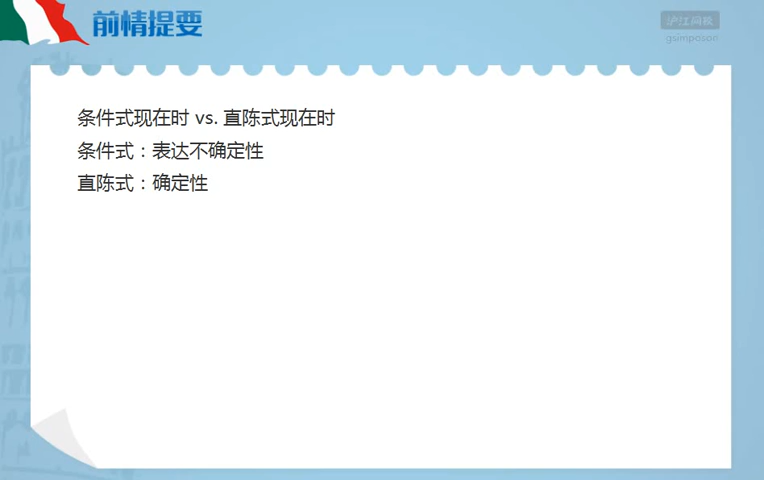 前情提要
沪江网校
gsimposon
条件式现在时 vs. 直陈式现在时
条件式：表达不确定性
直陈式：确定性